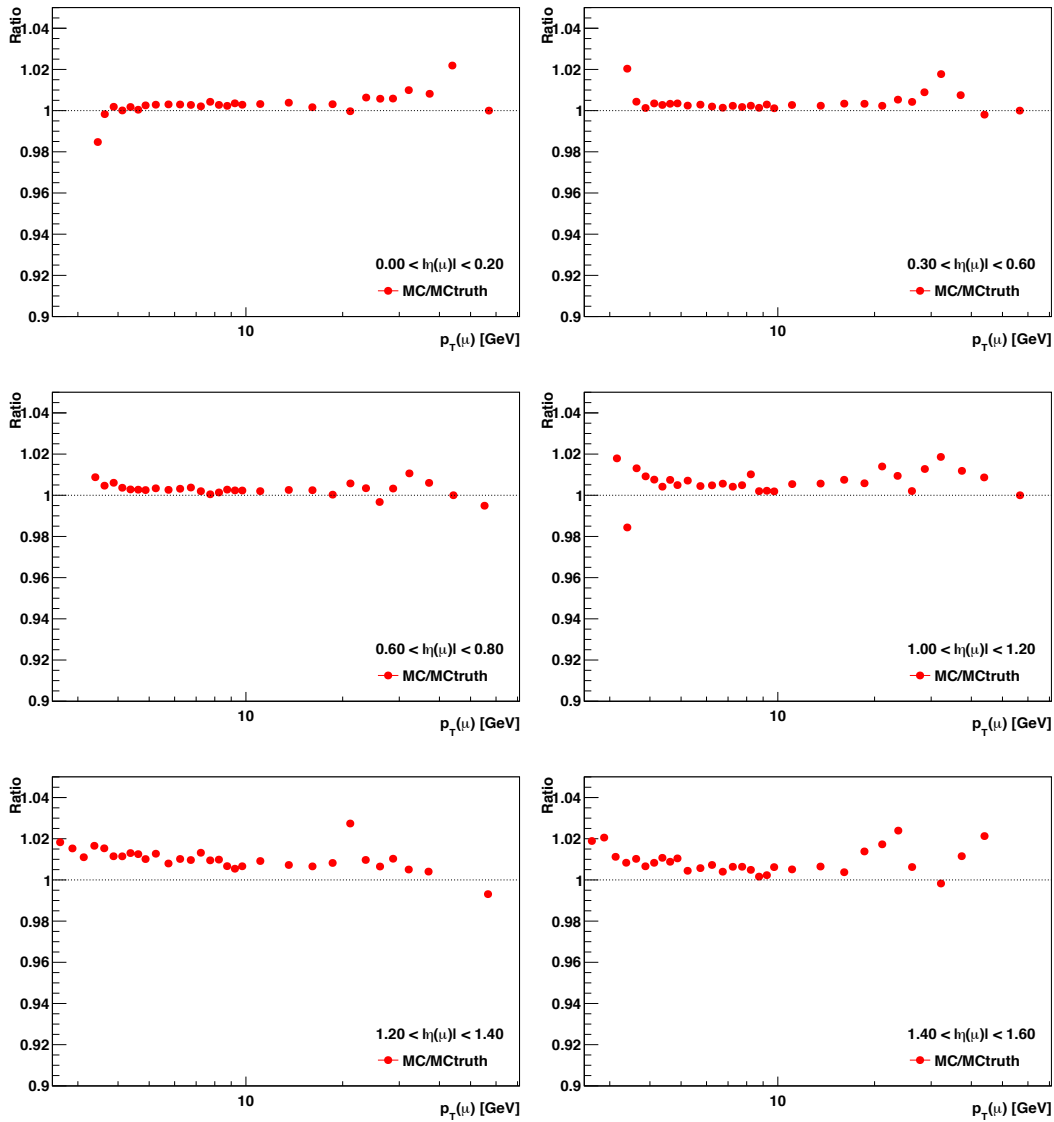 Ratio
1.04
1.02
1
0.98
0.96
0.94
0.92
0.9
0.00 < |η(μ)| < 0.20
MC/MCtruth
10
p_T(μ) [GeV]
Ratio
1.04
1.02
1
0.98
0.96
0.94
0.92
0.9
0.30 < |η(μ)| < 0.60
MC/MCtruth
10
p_T(μ) [GeV]
Ratio
1.04
1.02
1
0.98
0.96
0.94
0.92
0.9
0.60 < |η(μ)| < 0.80
MC/MCtruth
10
p_T(μ) [GeV]
Ratio
1.04
1.02
1
0.98
0.96
0.94
0.92
0.9
1.00 < |η(μ)| < 1.20
MC/MCtruth
10
p_T(μ) [GeV]
Ratio
1.04
1.02
1
0.98
0.96
0.94
0.92
0.9
1.20 < |η(μ)| < 1.40
MC/MCtruth
10
p_T(μ) [GeV]
Ratio
1.04
1.02
1
0.98
0.96
0.94
0.92
0.9
1.40 < |η(μ)| < 1.60
MC/MCtruth
10
p_T(μ) [GeV]